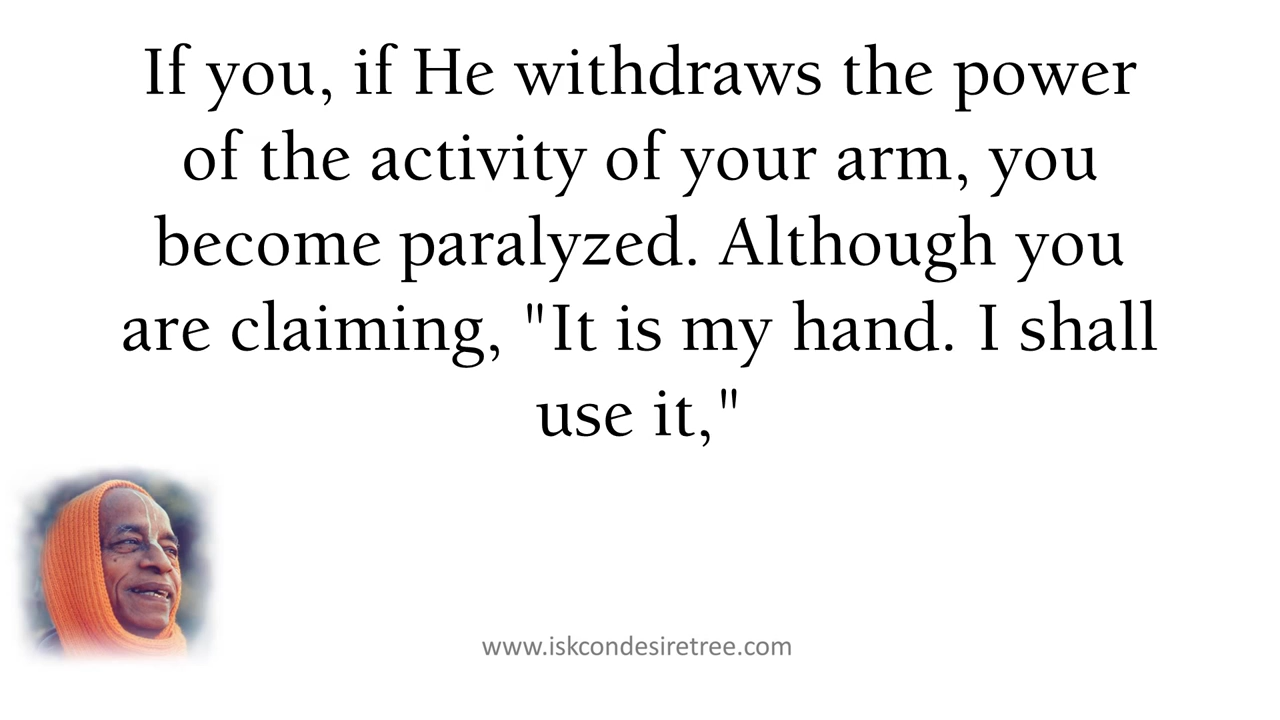 If you, if He withdraws the power
of the activity of your arm, you
become paralyzed. Although you
are claiming, "It is my hand. I shall
use it,"
www.iskcondesiretree.com